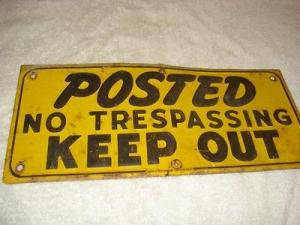 POSTED
NO TRESPASSING
KEEP OUT